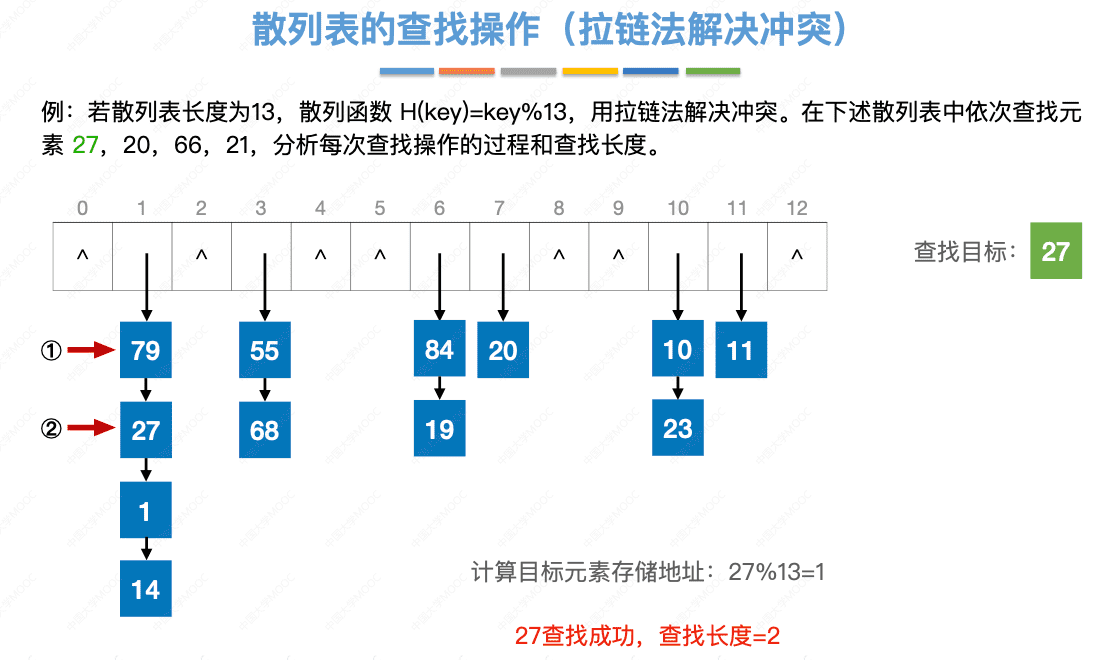 散列表的查找操作（拉链法解决冲突）
例：若散列表长度为13，散列函数 H(key)=key%13，用拉链法解决冲突。在下述散列表中依次查找元
素 27，20，66，21，分析每次查找操作的过程和查找长度。
0 1 2 3 4 5 6 7 8 9 10 11 12
^ ^ ^ ^ ^ ^ ^
查找目标： 27
① 79 55 84 20 10 11
② 27 68 19 23
1
14
计算目标元素存储地址：27%13=1
27查找成功，查找长度=2